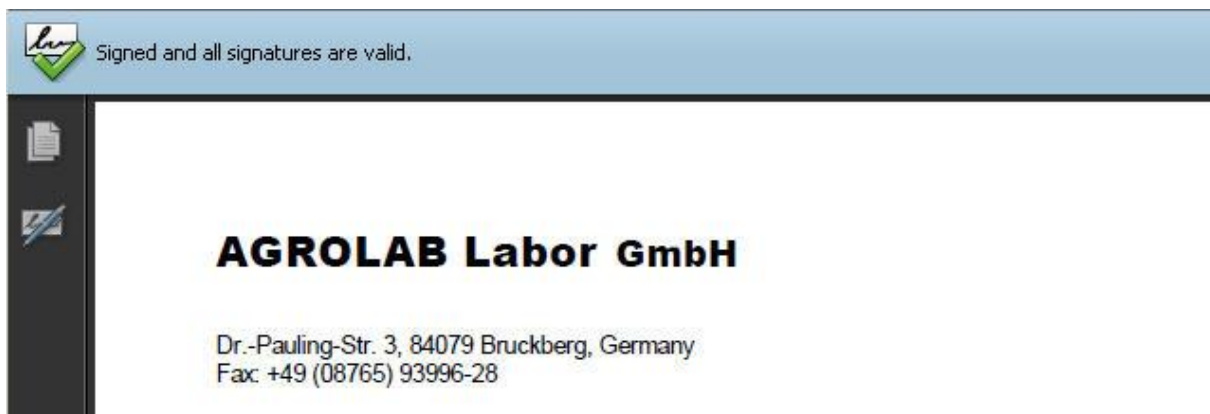 Signed and all signatures are valid.
AGROLAB Labor GmbH
Dr.-Pauling-Str. 3, 84079 Bruckberg, Germany
Fax: +49 (08765) 93996-28